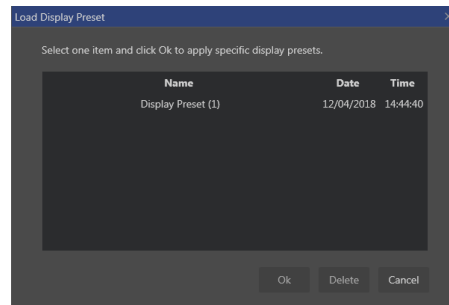 Load Display Preset
Select one item and click Ok to apply specific display presets.
Name Date Time
Display Preset (1) 12/04/2018 14:44:40
Ok Delete Cancel